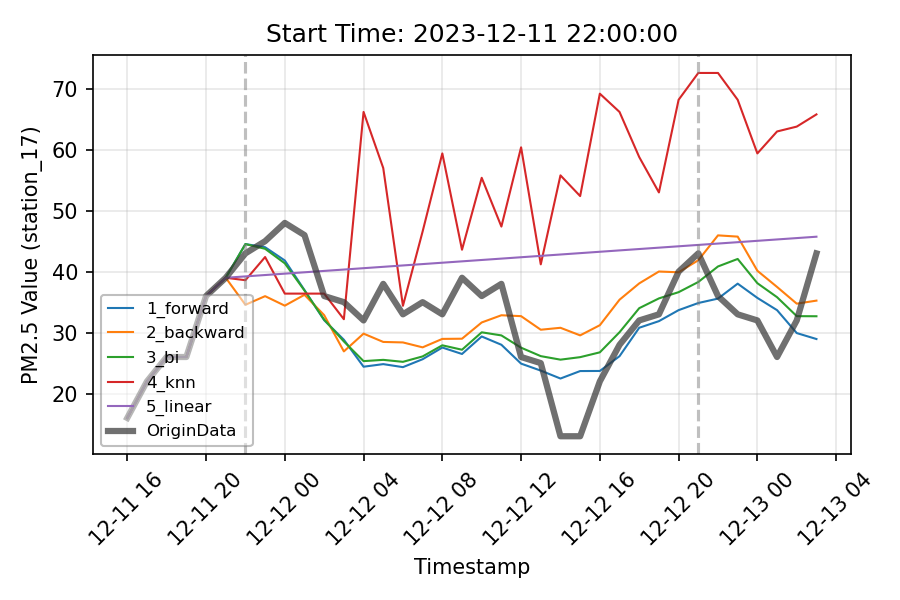 Start Time: 2023-12-11 22:00:00
PM2.5 Value (station_17)
70
60
50
40
30
20
1_forward
2_backward
3_bi
4_knn
5_linear
OriginData
12-11 16
12-11 20
12-12 00
12-12 04
12-12 08
12-12 12
12-12 16
12-12 20
12-13 00
12-13 04
Timestamp